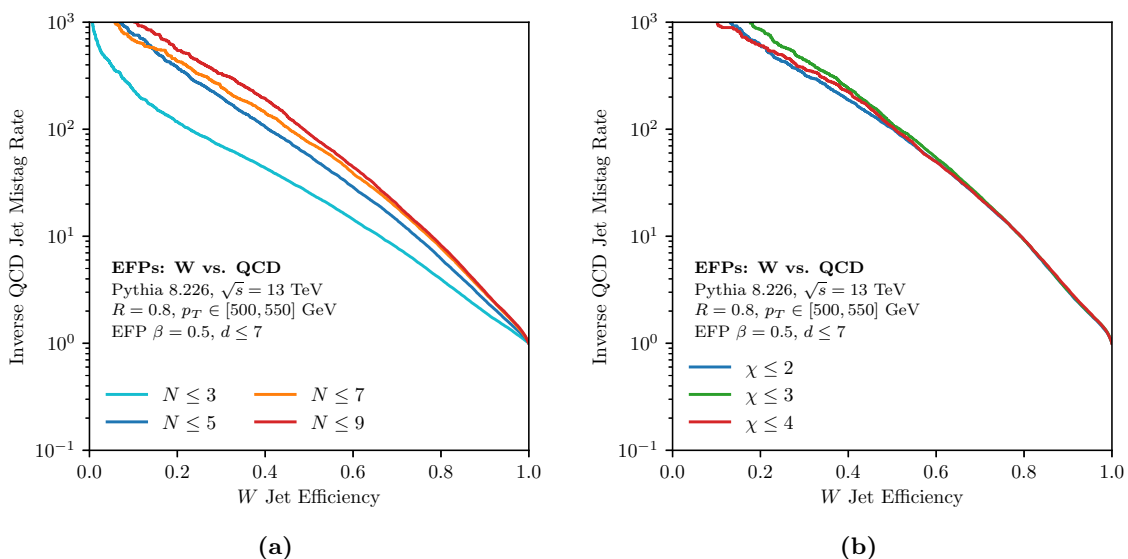 10³
10²
10¹
10⁰
10⁻¹
Inverse QCD Jet Mistag Rate
EFPs: W vs. QCD
Pythia 8.226, √s = 13 TeV
R = 0.8, p_T ∈ [500, 550] GeV
EFP β = 0.5, d ≤ 7
N ≤ 3
N ≤ 5
N ≤ 7
N ≤ 9
0.0 0.2 0.4 0.6 0.8 1.0
W Jet Efficiency
(a)
10³
10²
10¹
10⁰
10⁻¹
Inverse QCD Jet Mistag Rate
EFPs: W vs. QCD
Pythia 8.226, √s = 13 TeV
R = 0.8, p_T ∈ [500, 550] GeV
EFP β = 0.5, d ≤ 7
χ ≤ 2
χ ≤ 3
χ ≤ 4
0.0 0.2 0.4 0.6 0.8 1.0
W Jet Efficiency
(b)